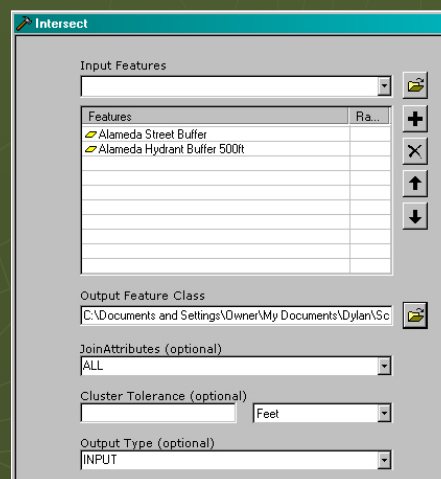 Intersect
Input Features
Features Ra...
Alameda Street Buffer
Alameda Hydrant Buffer 500ft
Output Feature Class
C:\Documents and Settings\Owner\My Documents\Dylan\Sc
JoinAttributes (optional)
ALL
Cluster Tolerance (optional)
Feet
Output Type (optional)
INPUT